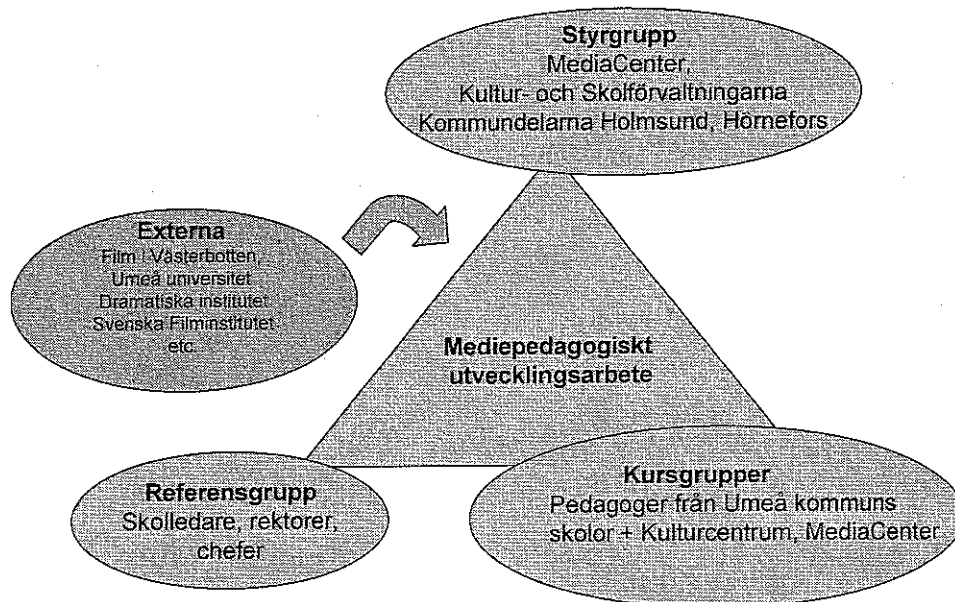 Styrgrupp
MediaCenter,
Kultur- och Skolförvaltningarna
Kommundelarna Holmsund, Hörnefors
Externa
Film i Västerbotten,
Umeå universitet
Dramatiska institutet
Svenska Filminstitutet
etc
Mediepedagogiskt
utvecklingsarbete
Referensgrupp
Skolledare, rektorer,
chefer
Kursgrupper
Pedagoger från Umeå kommuns
skolor + Kulturcentrum, MediaCenter